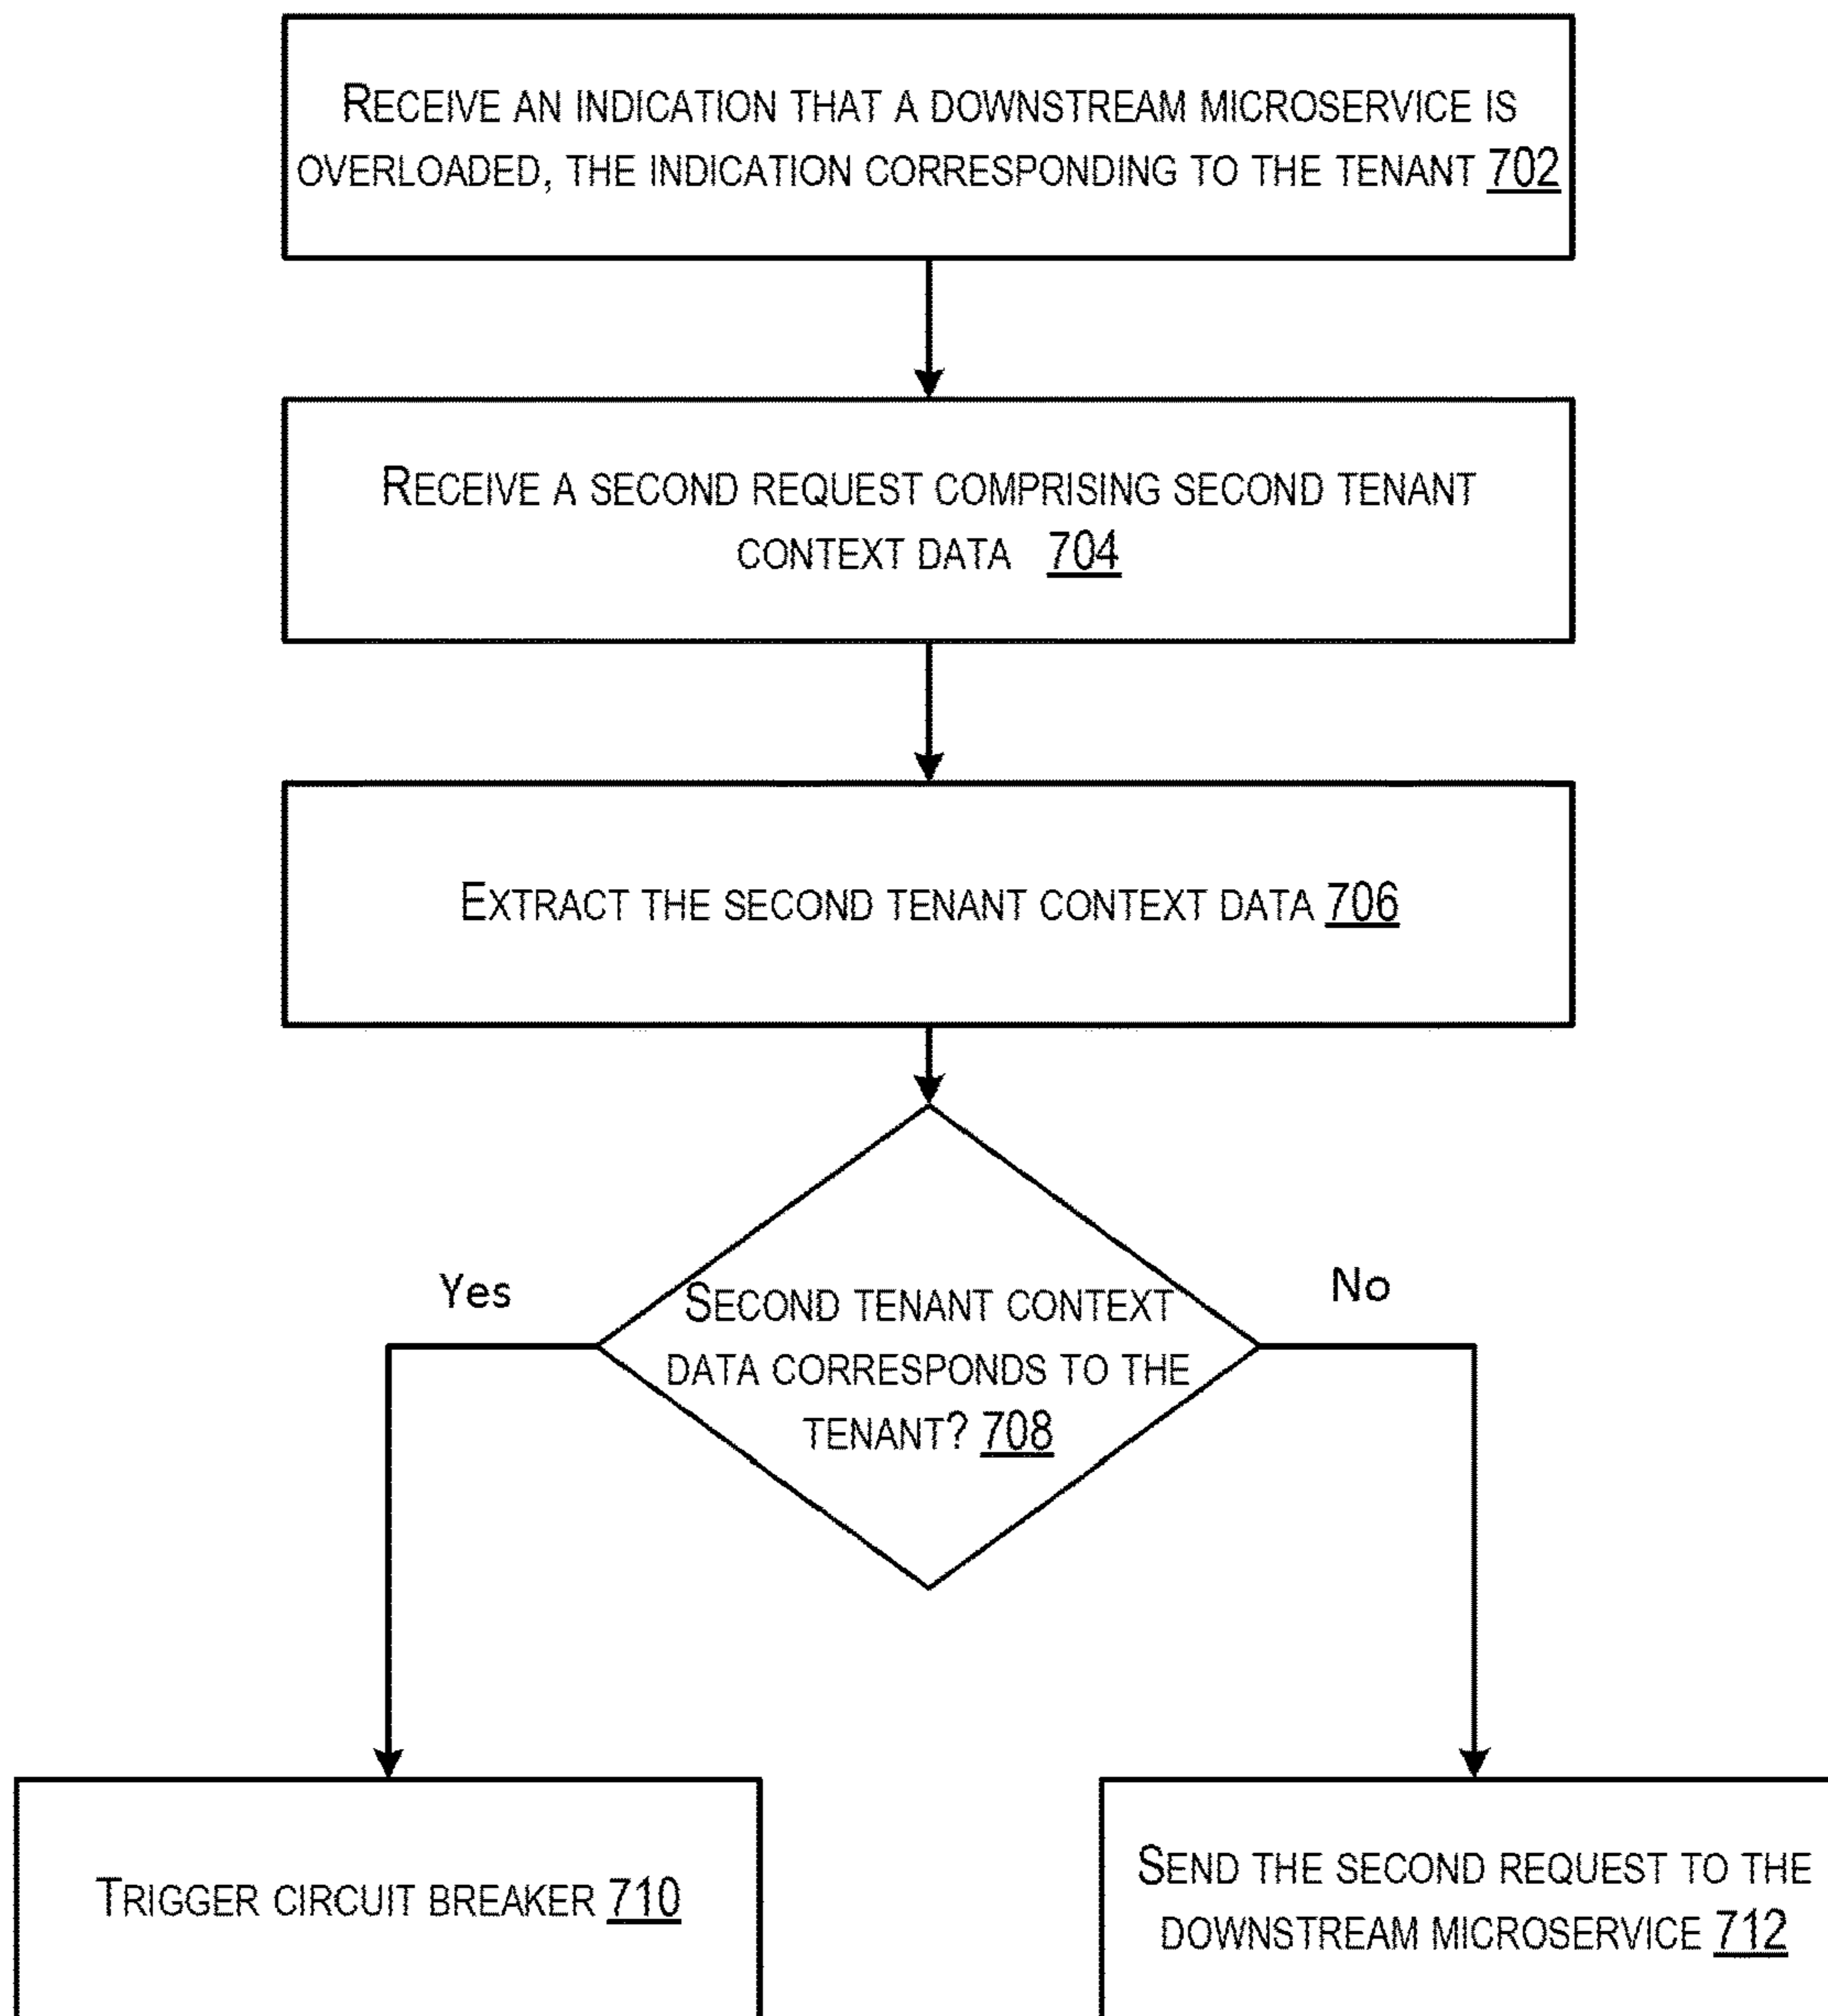 RECEIVE AN INDICATION THAT A DOWNSTREAM MICROSERVICE IS
OVERLOADED, THE INDICATION CORRESPONDING TO THE TENANT 702
RECEIVE A SECOND REQUEST COMPRISING SECOND TENANT
CONTEXT DATA 704
EXTRACT THE SECOND TENANT CONTEXT DATA 706
Yes
No
SECOND TENANT CONTEXT
DATA CORRESPONDS TO THE
TENANT? 708
TRIGGER CIRCUIT BREAKER 710
SEND THE SECOND REQUEST TO THE
DOWNSTREAM MICROSERVICE 712